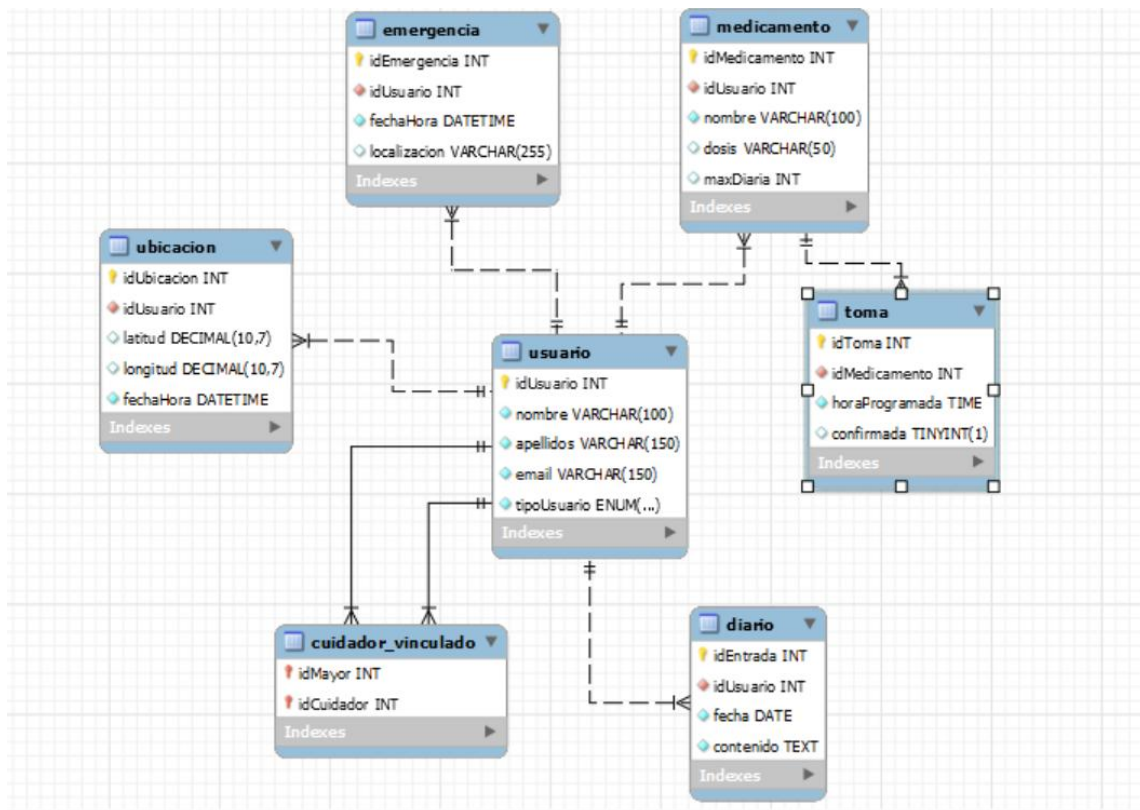 emergencia
idEmergencia INT
idUsuario INT
fechaHora DATETIME
localizacion VARCHAR(255)
Indexes
medicamento
idMedicamento INT
idUsuario INT
nombre VARCHAR(100)
dosis VARCHAR(50)
maxDiaria INT
Indexes
ubicacion
idUbicacion INT
idUsuario INT
latitud DECIMAL(10,7)
longitud DECIMAL(10,7)
fechaHora DATETIME
Indexes
toma
idToma INT
idMedicamento INT
horaProgramada TIME
confirmada TINYINT(1)
Indexes
usuario
idUsuario INT
nombre VARCHAR(100)
apellidos VARCHAR(150)
email VARCHAR(150)
tipoUsuario ENUM(...)
Indexes
cuidador_vinculado
idMayor INT
idCuidador INT
Indexes
diario
idEntrada INT
idUsuario INT
fecha DATE
contenido TEXT
Indexes